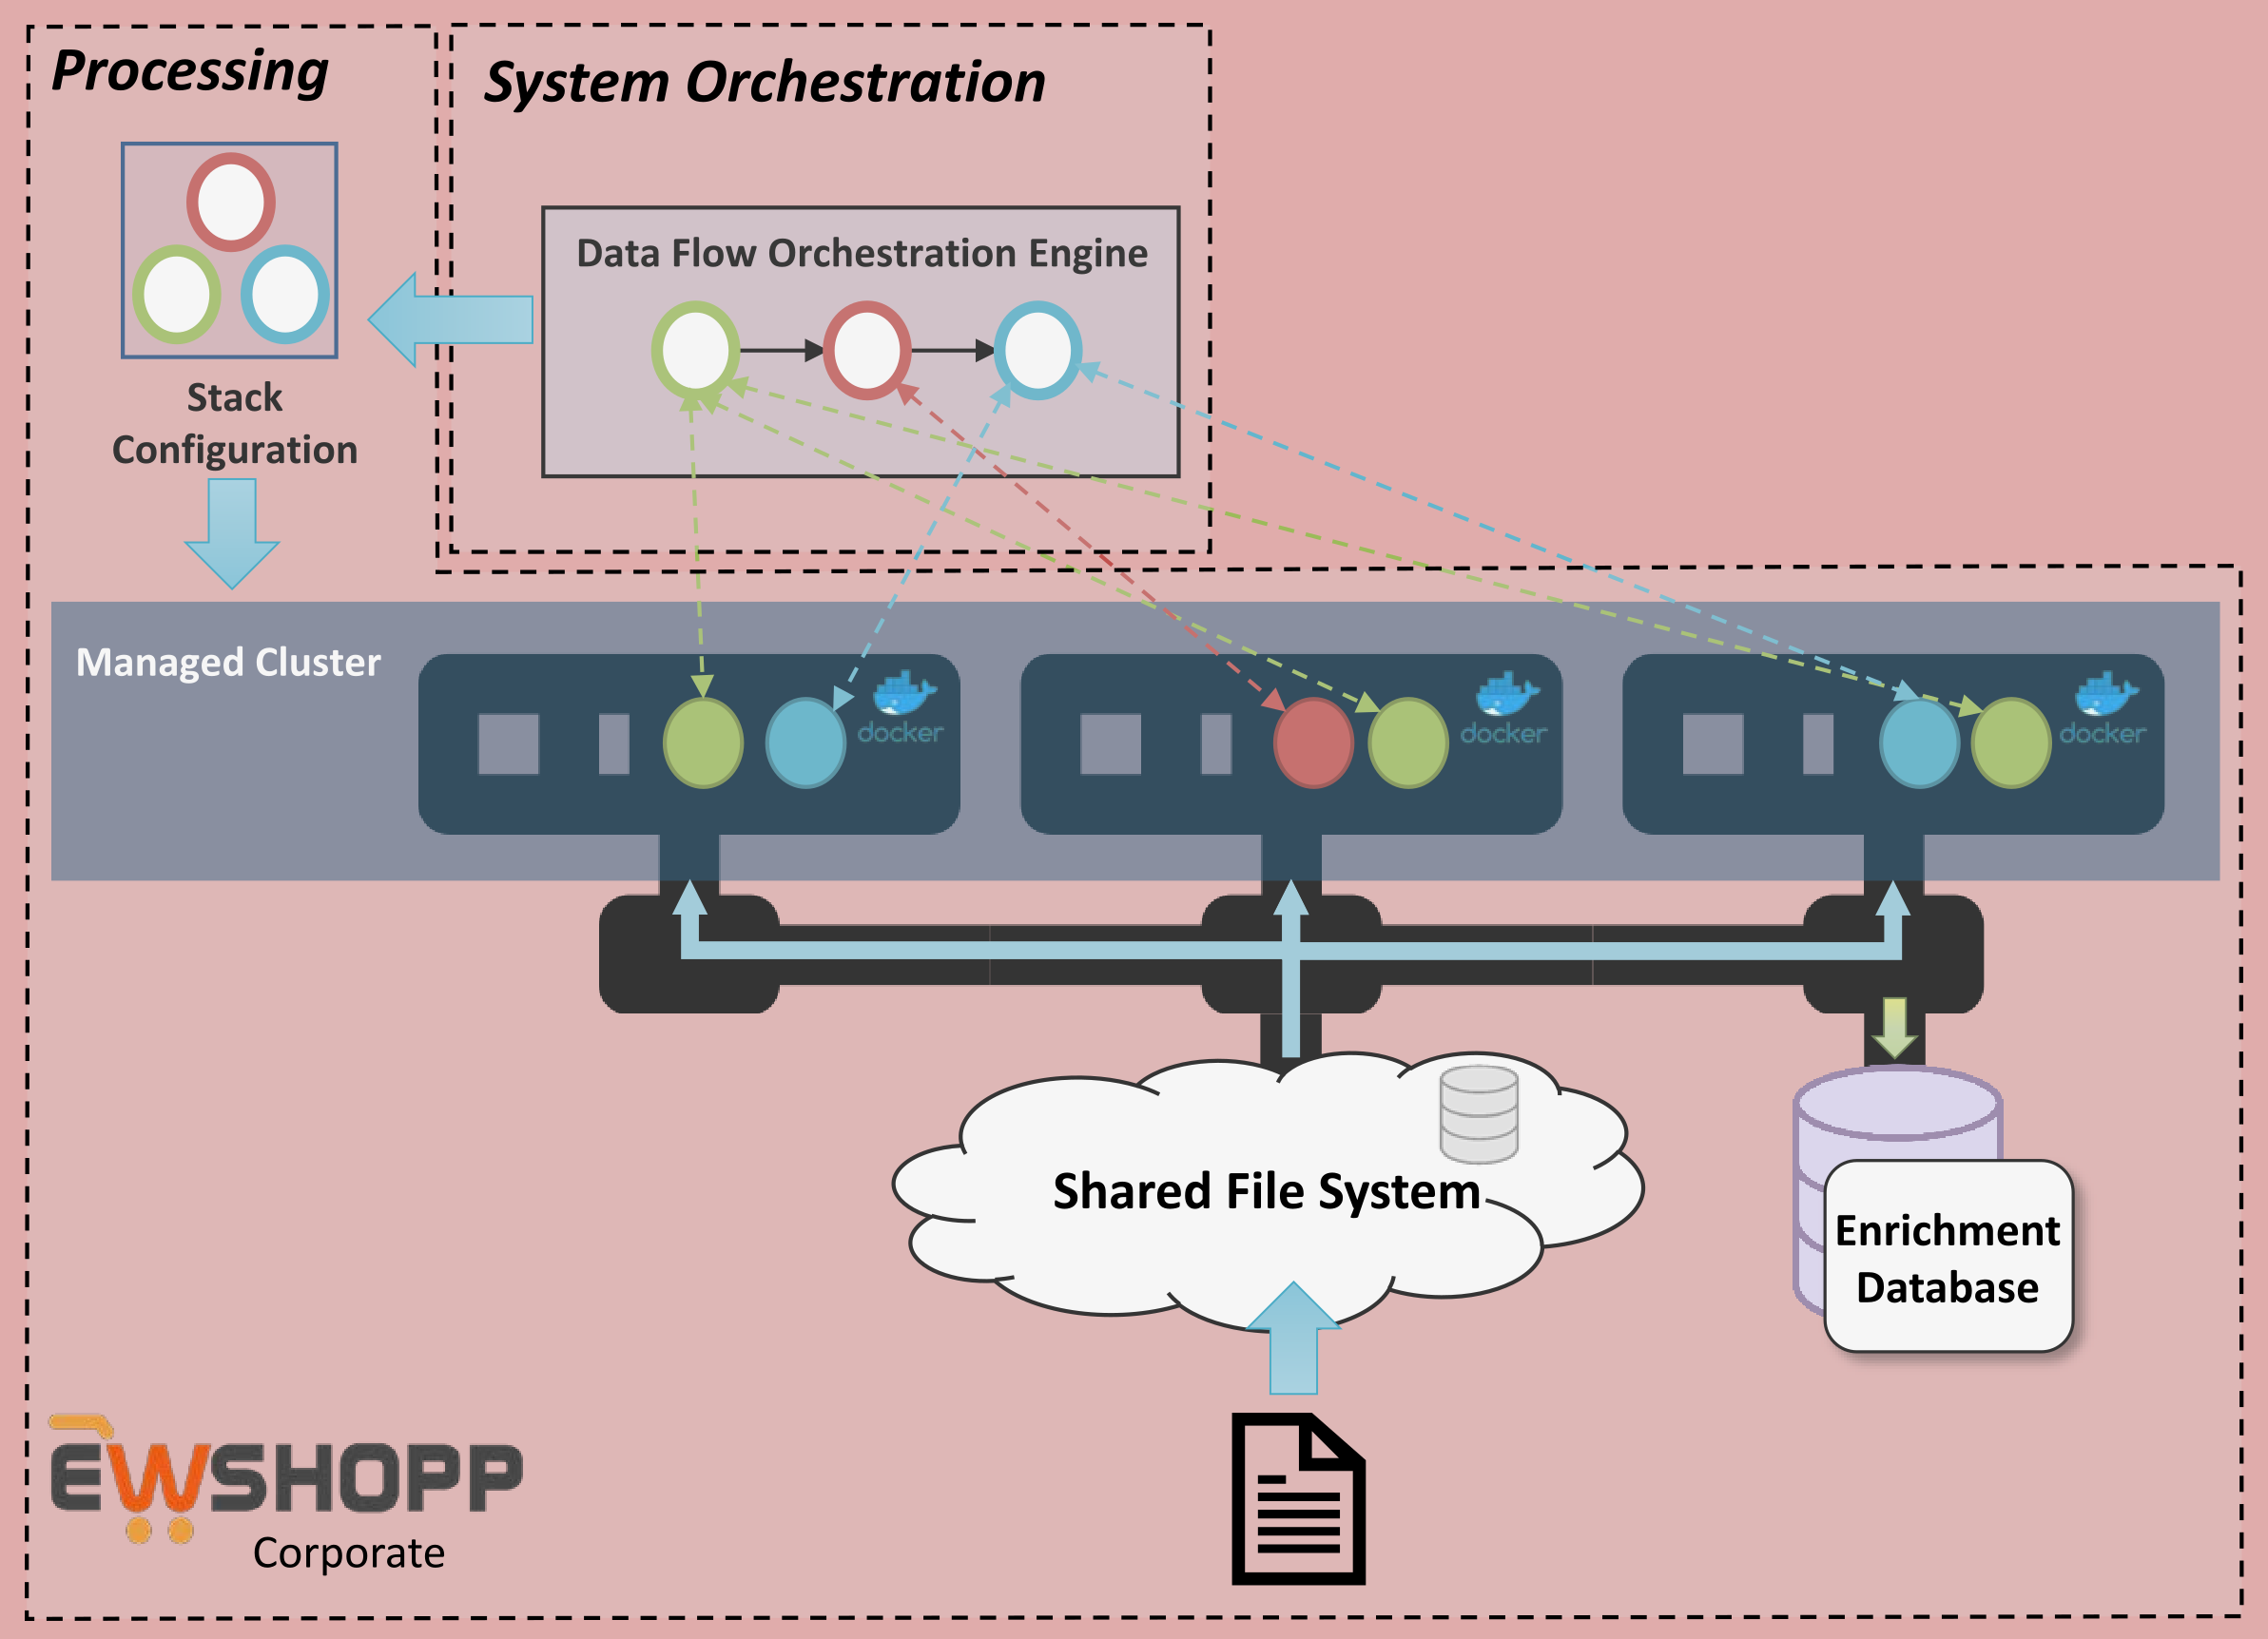 Processing
System Orchestration
Data Flow Orchestration Engine
Stack
Configuration
Managed Cluster
docker
docker
docker
Shared File System
Enrichment
Database
EWSHOPP
Corporate